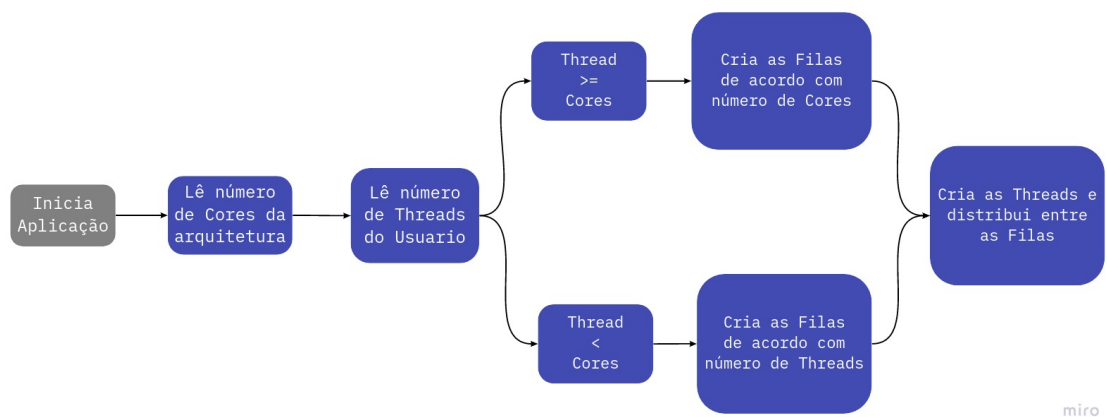 Inicia
Aplicação
Lê número
de Cores da
arquitetura
Lê número
de Threads
do Usuario
Thread
>=
Cores
Cria as Filas
de acordo com
número de Cores
Thread
<
Cores
Cria as Filas
de acordo com
número de Threads
Cria as Threads e
distribui entre
as Filas
miro